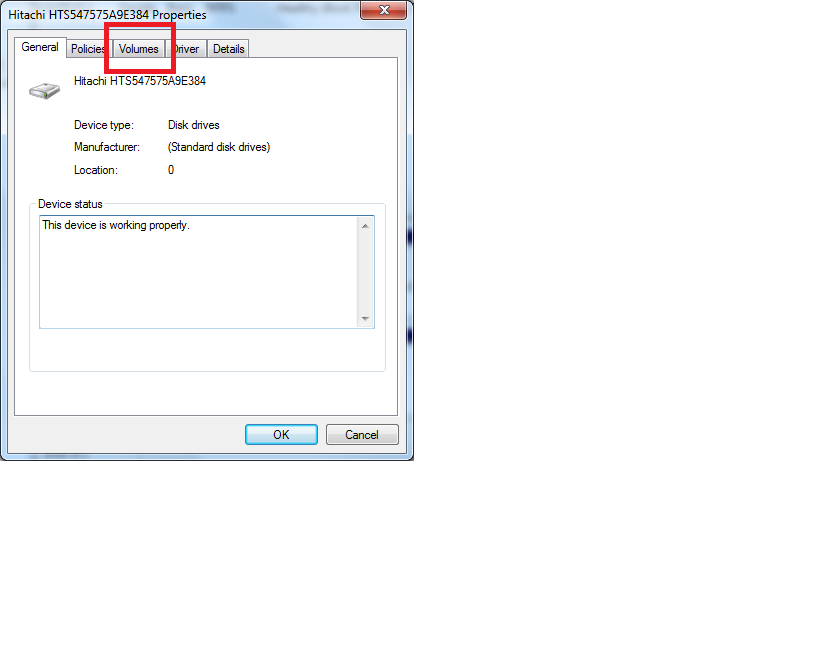 Hitachi HTS547575A9E384 Properties
General Policies Volumes Driver Details
Hitachi HTS547575A9E384
Device type: Disk drives
Manufacturer: (Standard disk drives)
Location: 0
Device status
This device is working properly.
OK Cancel